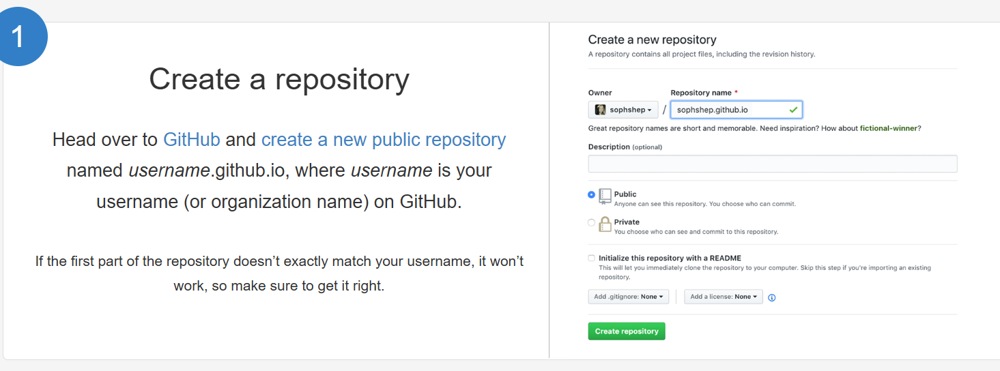 1
Create a repository
Head over to GitHub and create a new public repository
named username.github.io, where username is your
username (or organization name) on GitHub.
If the first part of the repository doesn’t exactly match your username, it won’t
work, so make sure to get it right.
Create a new repository
A repository contains all project files, including the revision history.
Owner Repository name *
sophshep / sophshep.github.io
Great repository names are short and memorable. Need inspiration? How about fictional-winner?
Description (optional)
Public
Anyone can see this repository. You choose who can commit.
Private
You choose who can see and commit to this repository.
Initialize this repository with a README
This will let you immediately clone the repository to your computer. Skip this step if you’re importing an existing
repository.
Add .gitignore: None Add a license: None
Create repository